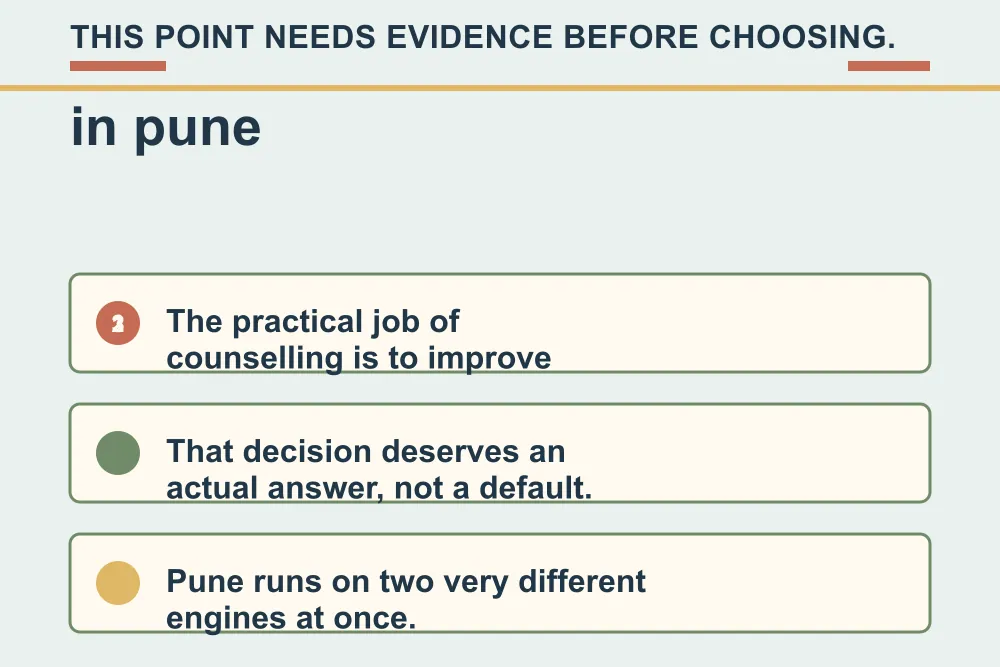 THIS POINT NEEDS EVIDENCE BEFORE CHOOSING.
in pune
The practical job of
counselling is to improve
That decision deserves an
actual answer, not a default.
Pune runs on two very different
engines at once.